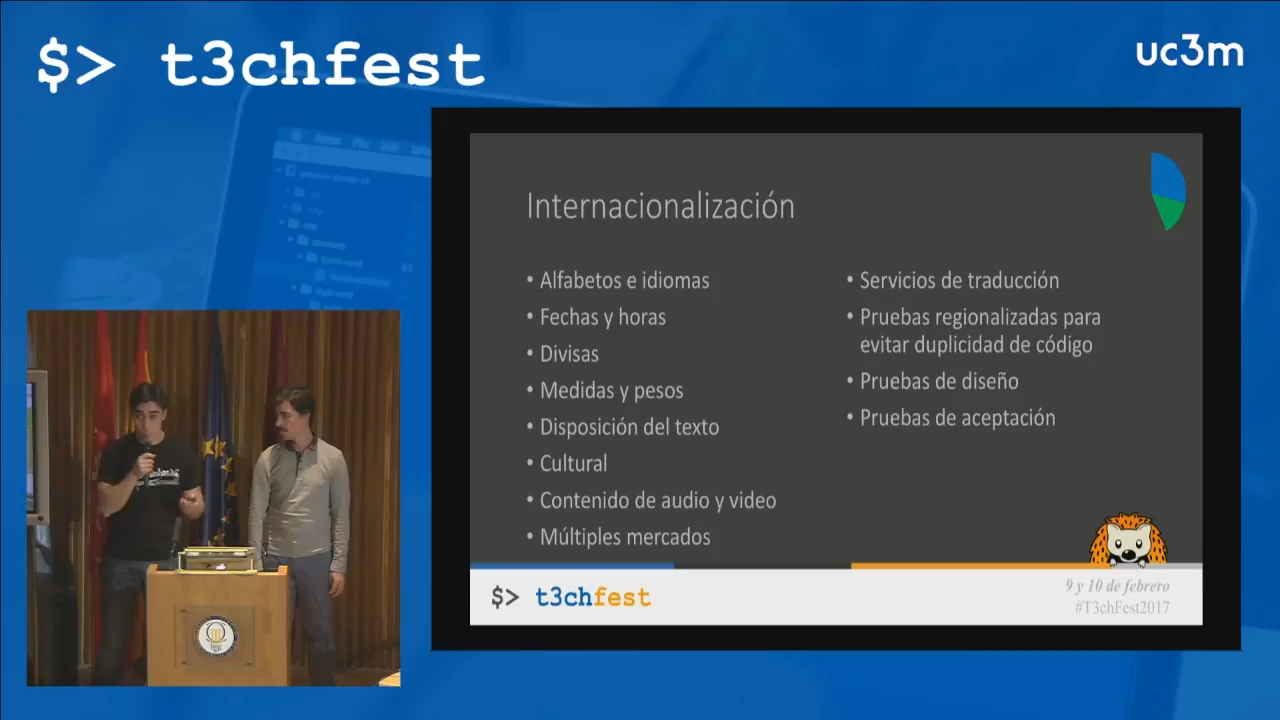 $> t3chfest
uc3m
Internacionalización
• Alfabetos e idiomas
• Fechas y horas
• Divisas
• Medidas y pesos
• Disposición del texto
• Cultural
• Contenido de audio y video
• Múltiples mercados
• Servicios de traducción
• Pruebas regionalizadas para
evitar duplicidad de código
• Pruebas de diseño
• Pruebas de aceptación
$> t3chfest
9 y 10 de febrero
#T3chFest2017